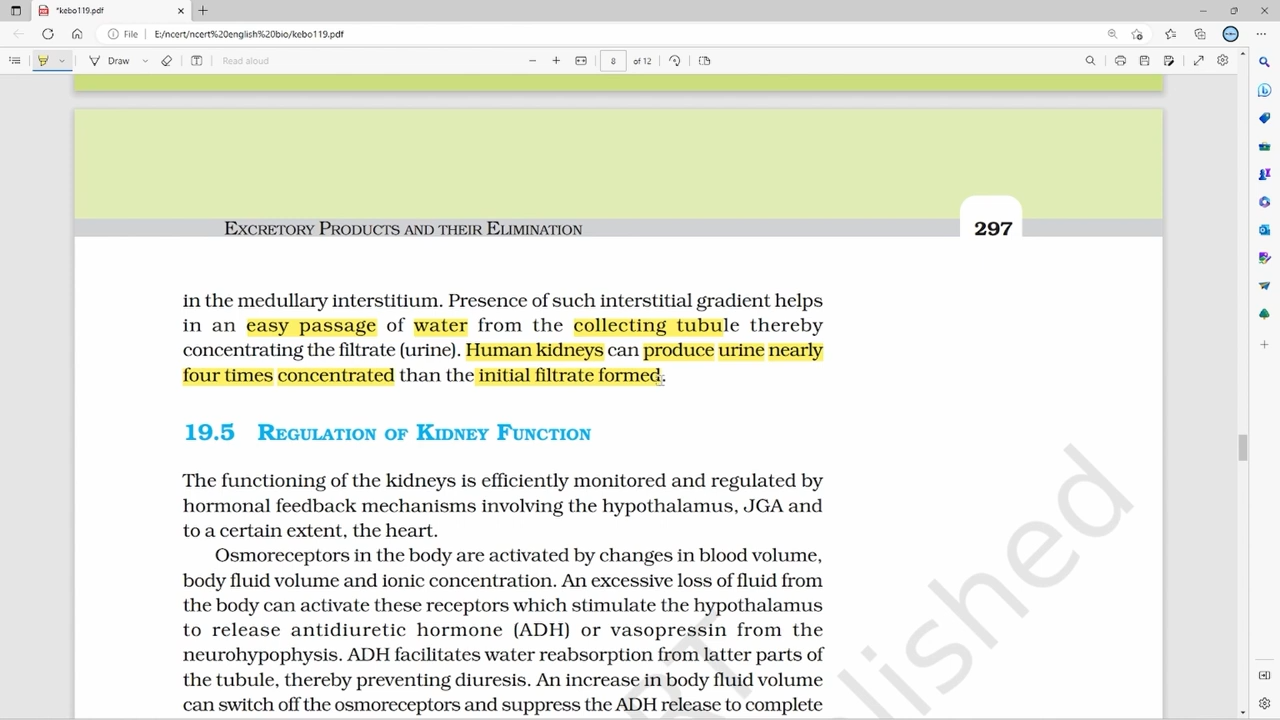 *kebo119.pdf
File E:/ncert/ncert%20english%20bio/kebo119.pdf
Draw Read aloud 8 of 12
EXCRETORY PRODUCTS AND THEIR ELIMINATION 297
in the medullary interstitium. Presence of such interstitial gradient helps
in an easy passage of water from the collecting tubule thereby
concentrating the filtrate (urine). Human kidneys can produce urine nearly
four times concentrated than the initial filtrate formed.
19.5 REGULATION OF KIDNEY FUNCTION
The functioning of the kidneys is efficiently monitored and regulated by
hormonal feedback mechanisms involving the hypothalamus, JGA and
to a certain extent, the heart.
Osmoreceptors in the body are activated by changes in blood volume,
body fluid volume and ionic concentration. An excessive loss of fluid from
the body can activate these receptors which stimulate the hypothalamus
to release antidiuretic hormone (ADH) or vasopressin from the
neurohypophysis. ADH facilitates water reabsorption from latter parts of
the tubule, thereby preventing diuresis. An increase in body fluid volume
can switch off the osmoreceptors and suppress the ADH release to complete